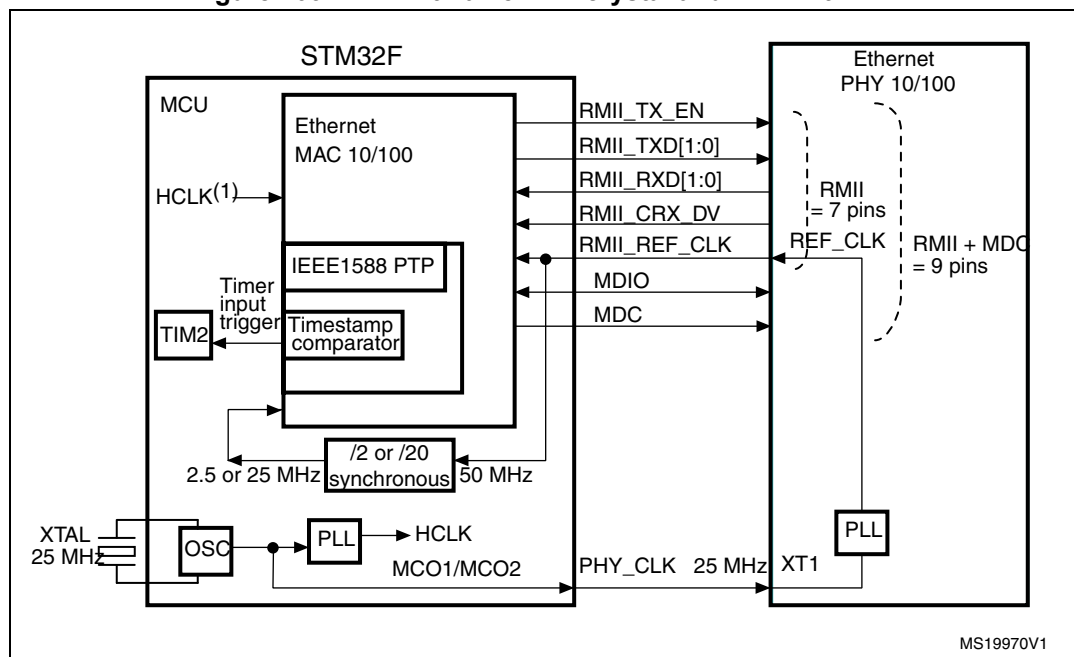 STM32F
MCU
Ethernet
MAC 10/100
HCLK(1)
IEEE1588 PTP
Timer
input
trigger
TIM2
Timestamp
comparator
/2 or /20
synchronous
2.5 or 25 MHz
50 MHz
XTAL
25 MHz
OSC
PLL
HCLK
MCO1/MCO2
PHY_CLK 25 MHz
XT1
RMII_TX_EN
RMII_TXD[1:0]
RMII_RXD[1:0]
RMII_CRX_DV
RMII_REF_CLK
MDIO
MDC
Ethernet
PHY 10/100
RMII
= 7 pins
REF_CLK
RMII + MDC
= 9 pins
PLL
MS19970V1